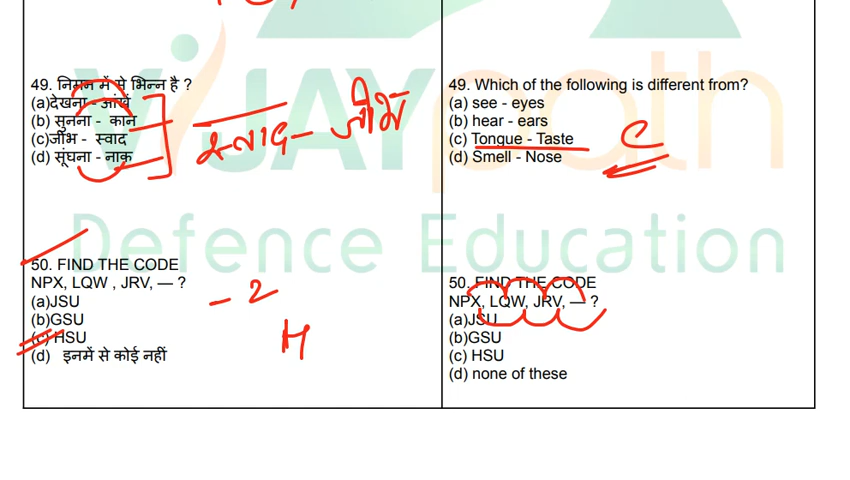 49. निम्न में से भिन्न है ?
(a)देखना - आंखें
(b) सुनना - कान
(c)जीभ - स्वाद
(d) सूंघना - नाक
स्वाद - जीभ
50. FIND THE CODE
NPX, LQW , JRV, — ?
(a)JSU
(b)GSU
(c) HSU
(d) इनमें से कोई नहीं
- 2
H
49. Which of the following is different from?
(a) see - eyes
(b) hear - ears
(c) Tongue - Taste
(d) Smell - Nose
C
50. FIND THE CODE
NPX, LQW, JRV, — ?
(a)JSU
(b)GSU
(c) HSU
(d) none of these
VIJAYpath
Defence Education